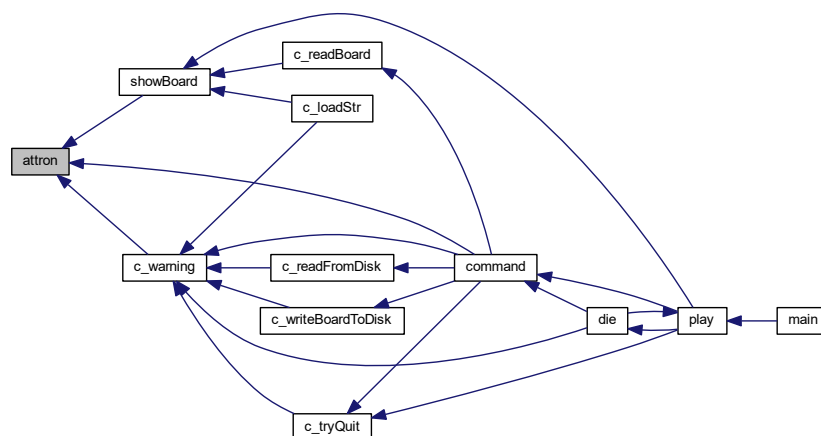 c_readBoard
showBoard
c_loadStr
attron
c_warning
c_readFromDisk
command
c_writeBoardToDisk
die
play
main
c_tryQuit